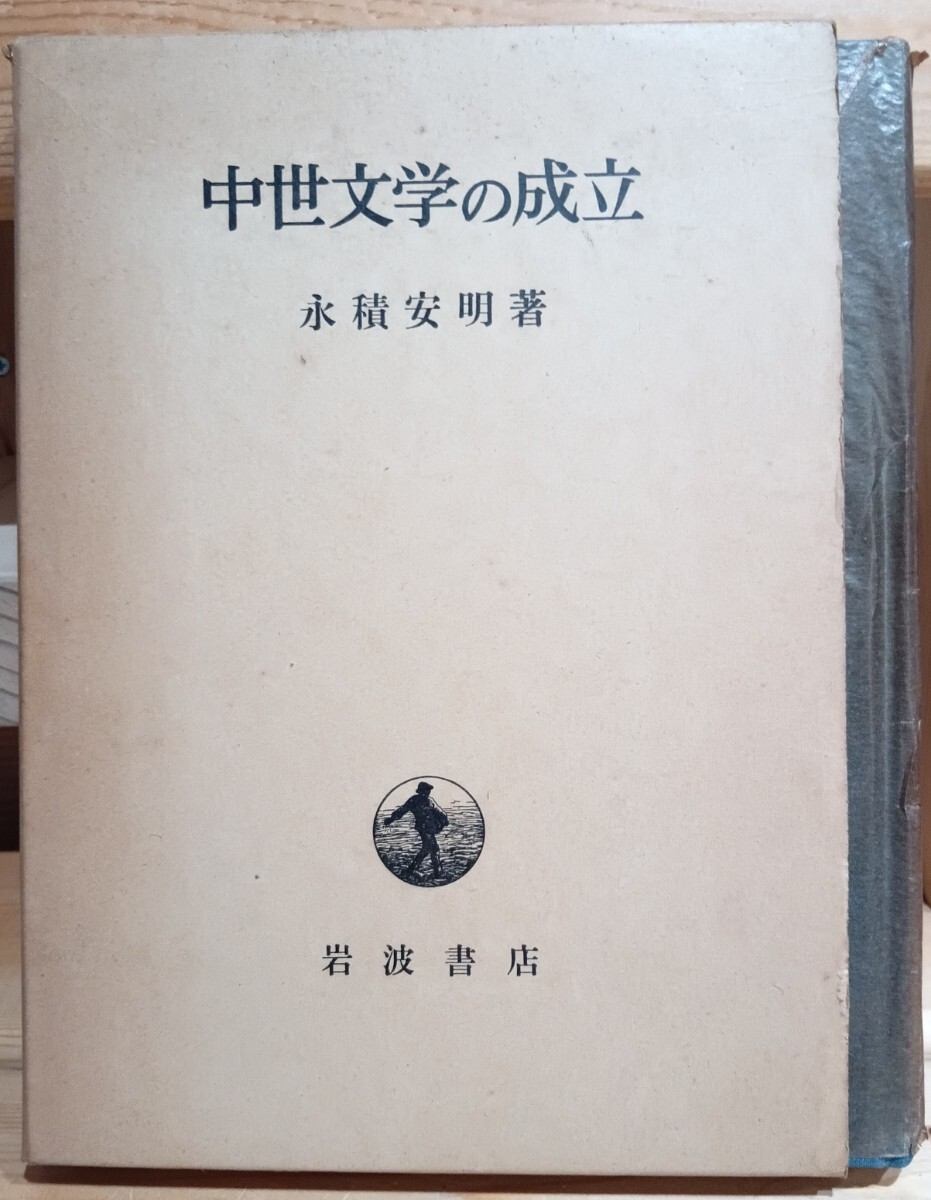 中世文学の成立
永積安明著
岩波書店